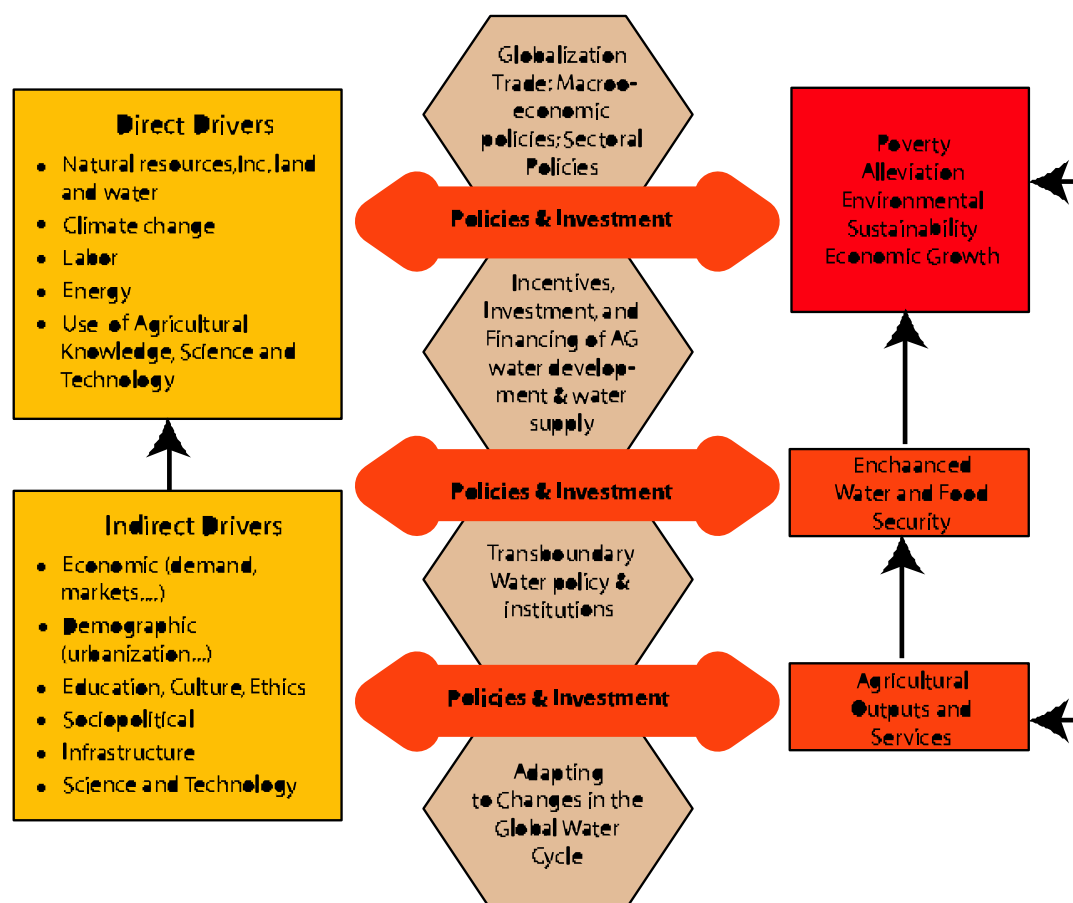 Direct Drivers
• Natural resources, Inc, land
and water
• Climate change
• Labor
• Energy
• Use of Agricultural
Knowledge, Science and
Technology
Indirect Drivers
• Economic (demand,
markets....)
• Demographic
(urbanization...)
• Education, Culture, Ethics
• Sociopolitical
• Infrastructure
• Science and Technology
Globalization
Trade: Macroo-
economic
policies; Sectoral
Policies
Policies & Investment
Incentives,
Investment, and
Financing of AG
water develop-
ment & water
supply
Policies & Investment
Transboundary
Water policy &
institutions
Policies & Investment
Adapting
to Changes in the
Global Water
Cycle
Poverty
Alleviation
Environmental
Sustainability
Economic Growth
Enchaanced
Water and Food
Security
Agricultural
Outputs and
Services